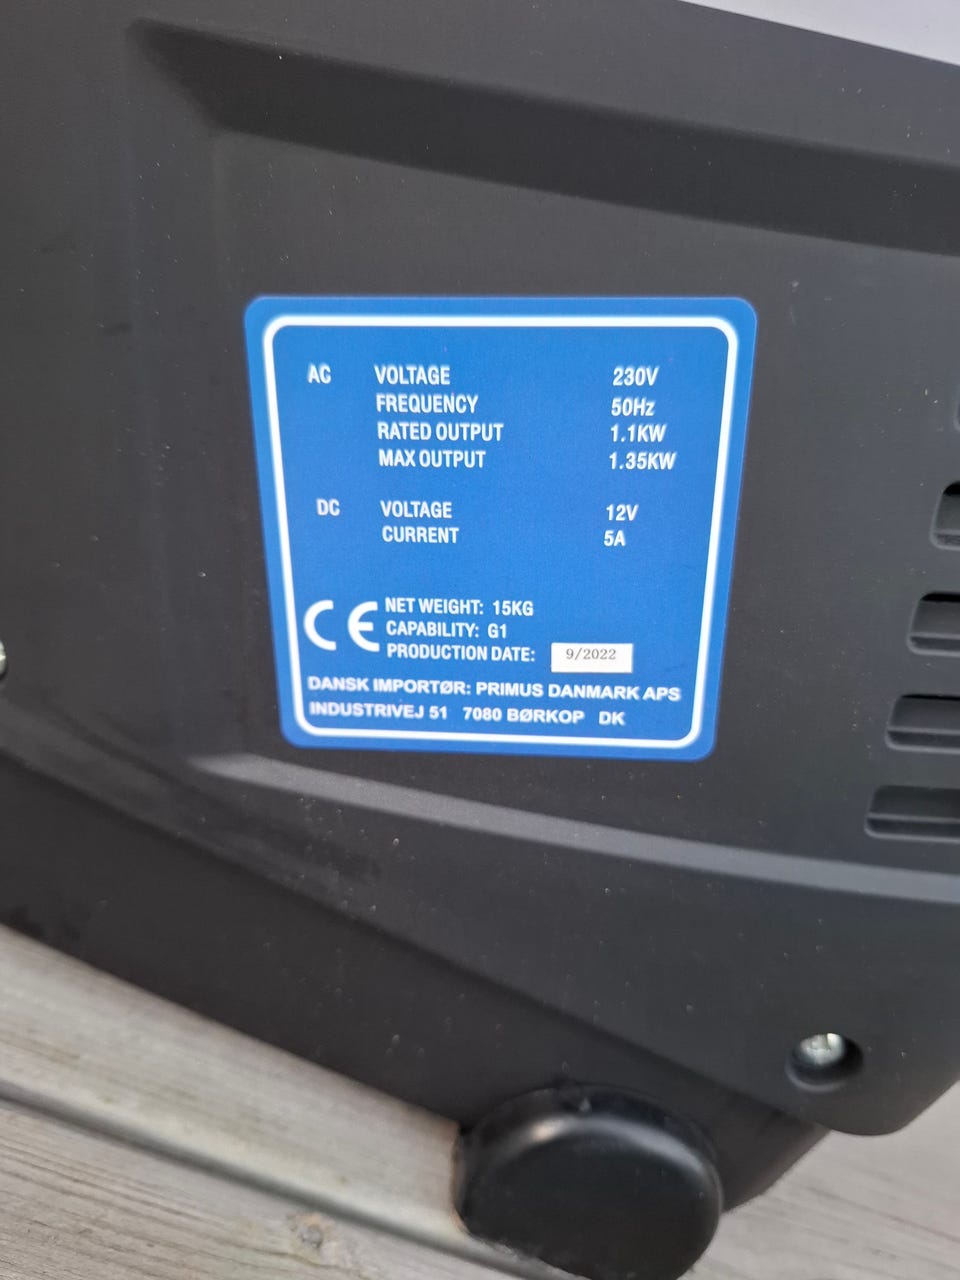 AC VOLTAGE 230V
FREQUENCY 50Hz
RATED OUTPUT 1.1KW
MAX OUTPUT 1.35KW
DC VOLTAGE 12V
CURRENT 5A
CE NET WEIGHT: 15KG
CAPABILITY: G1
PRODUCTION DATE: 9/2022
DANSK IMPORTØR: PRIMUS DANMARK APS
INDUSTRIVEJ 51 7080 BØRKOP DK